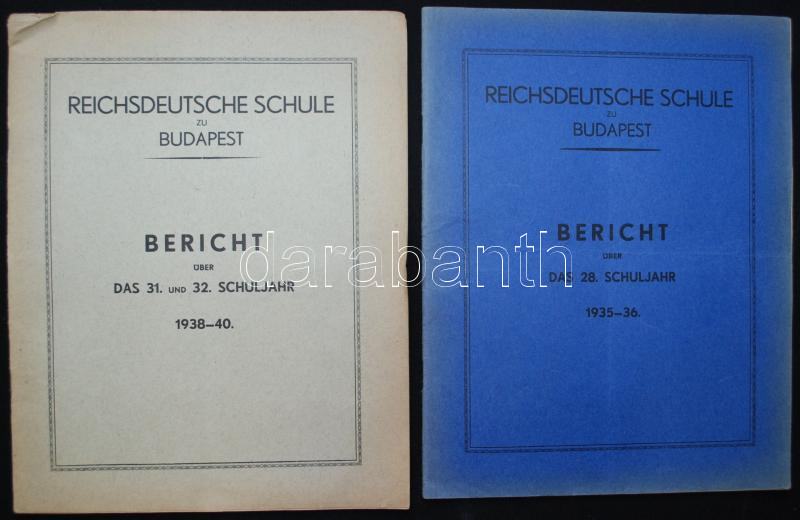 REICHSDEUTSCHE SCHULE
ZU
BUDAPEST
BERICHT
ÜBER
DAS 31. UND 32. SCHULJAHR
1938–40.
REICHSDEUTSCHE SCHULE
ZU
BUDAPEST
BERICHT
ÜBER
DAS 28. SCHULJAHR
1935–36.
darabanth